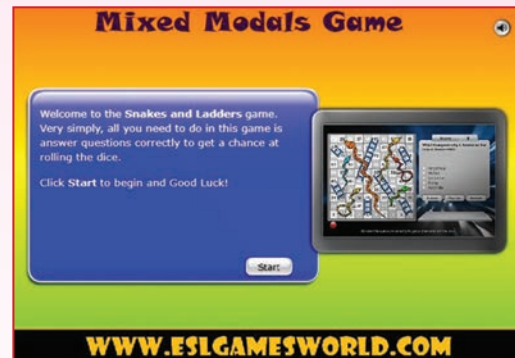 Mixed Modals Game
Welcome to the Snakes and Ladders game.
Very simply, all you need to do in this game is
answer questions correctly to get a chance at
rolling the dice.
Click Start to begin and Good Luck!
Start
WWW.ESLGAMESWORLD.COM